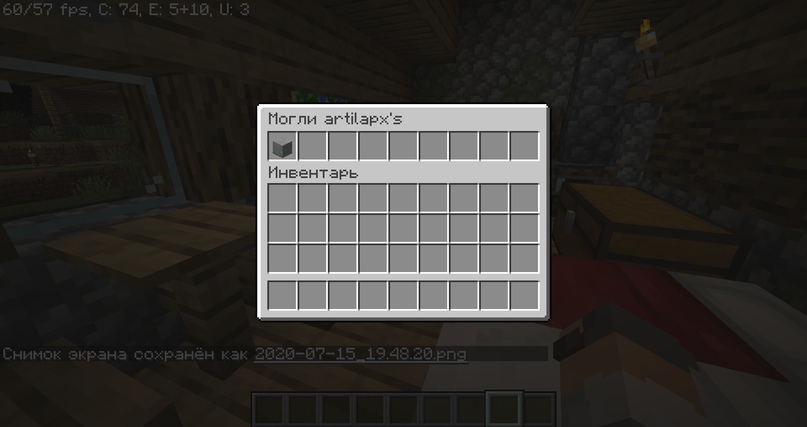 60/57 fps, C: 74, E: 5+10, U: 3
Могли artilapx's
Инвентарь
Снимок экрана сохранён как 2020-07-15_19.48.20.png